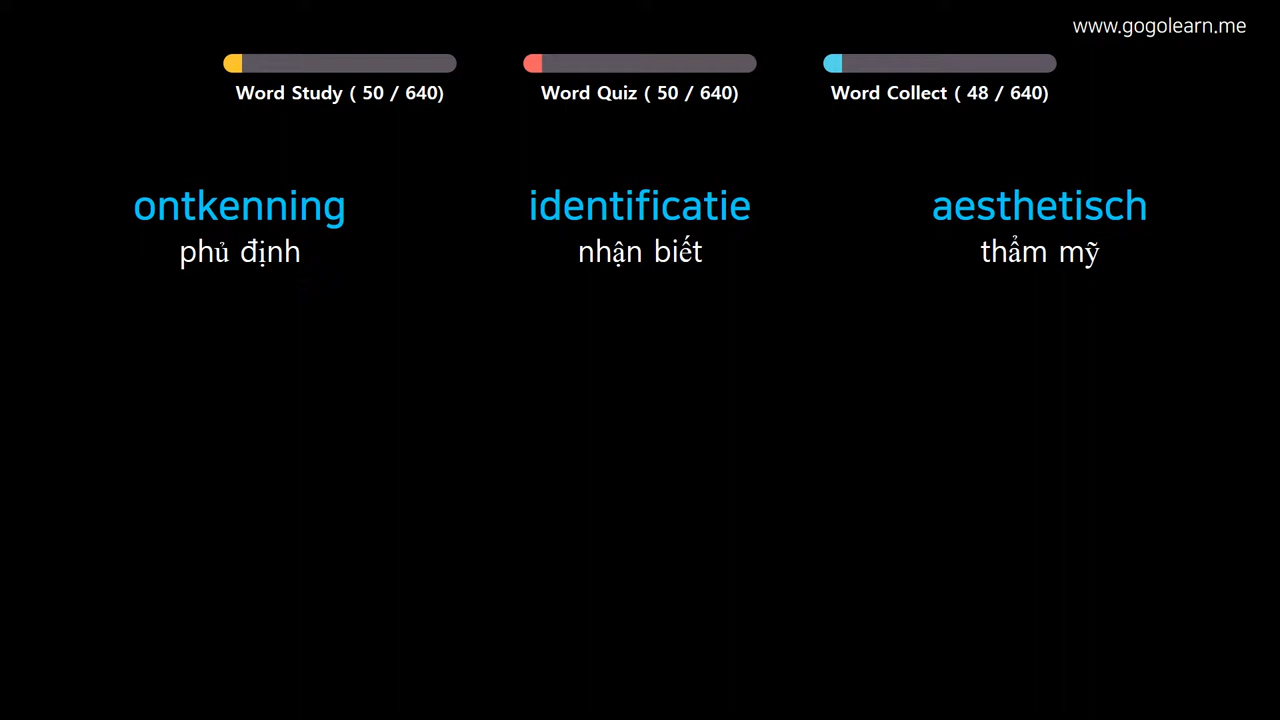 www.gogolearn.me
Word Study ( 50 / 640)
Word Quiz ( 50 / 640)
Word Collect ( 48 / 640)
ontkenning
phủ định
identificatie
nhận biết
aesthetisch
thẩm mỹ